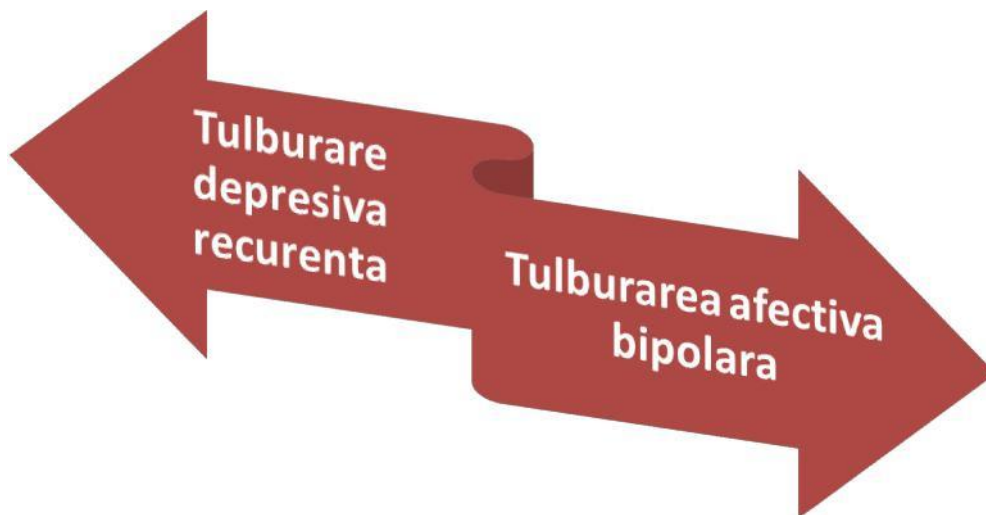 Tulburare
depresiva
recurenta
Tulburarea afectiva
bipolara